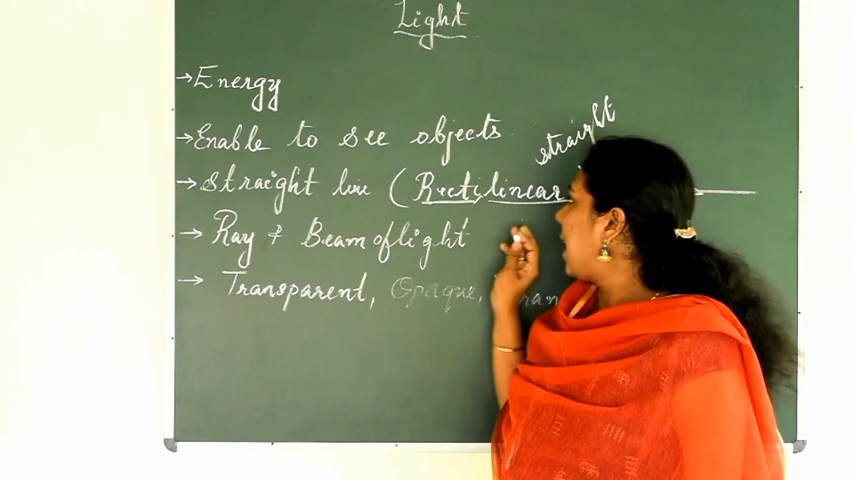 Light
→ Energy
→ Enable to see objects
straight
→ Straight line (Rectilinear
→ Ray & Beam of light
→ Transparent, Opaque,